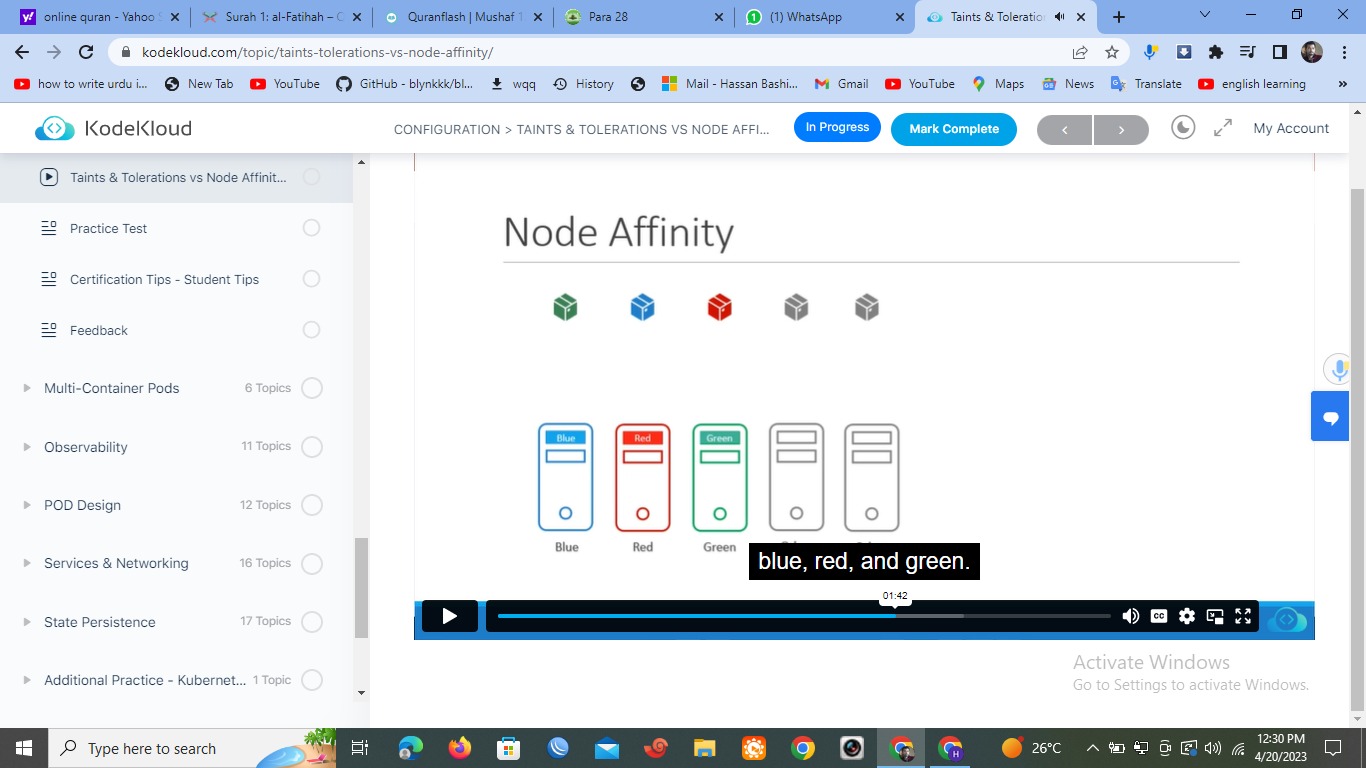 online quran - Yahoo S
Surah 1: al-Fatihah – C
Quranflash | Mushaf 1
Para 28
(1) WhatsApp
Taints & Toleration
kodekloud.com/topic/taints-tolerations-vs-node-affinity/
how to write urdu i...
New Tab
YouTube
GitHub - blynkkk/bl...
wqq
History
Mail - Hassan Bashi...
Gmail
YouTube
Maps
News
Translate
english learning
»
KodeKloud
CONFIGURATION > TAINTS & TOLERATIONS VS NODE AFFI...
In Progress
Mark Complete
My Account
Taints & Tolerations vs Node Affinit...
Practice Test
Certification Tips - Student Tips
Feedback
Multi-Container Pods 6 Topics
Observability 11 Topics
POD Design 12 Topics
Services & Networking 16 Topics
State Persistence 17 Topics
Additional Practice - Kubernet... 1 Topic
Node Affinity
Blue Red Green
Blue Red Green
blue, red, and green.
01:42
CC
Activate Windows
Go to Settings to activate Windows.
Type here to search
26°C
12:30 PM
4/20/2023